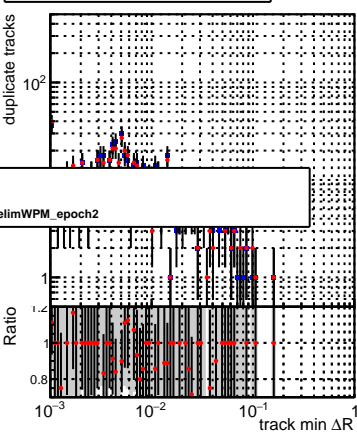 duplicate tracks
10²
elimWPM_epoch2
1
Ratio
1.2
1
0.8
10⁻³
10⁻²
10⁻¹
1
track min ΔR